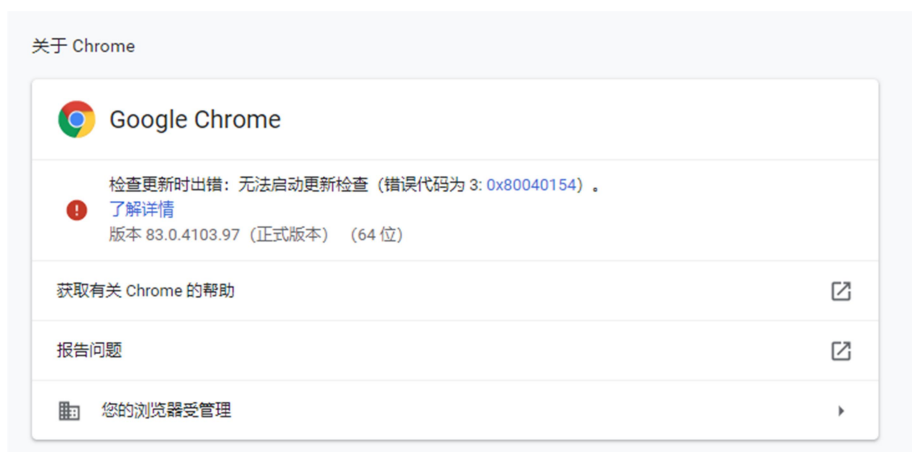 关于 Chrome
Google Chrome
检查更新时出错：无法启动更新检查（错误代码为 3: 0x80040154）。
了解详情
版本 83.0.4103.97（正式版本） （64 位）
获取有关 Chrome 的帮助
报告问题
您的浏览器受管理